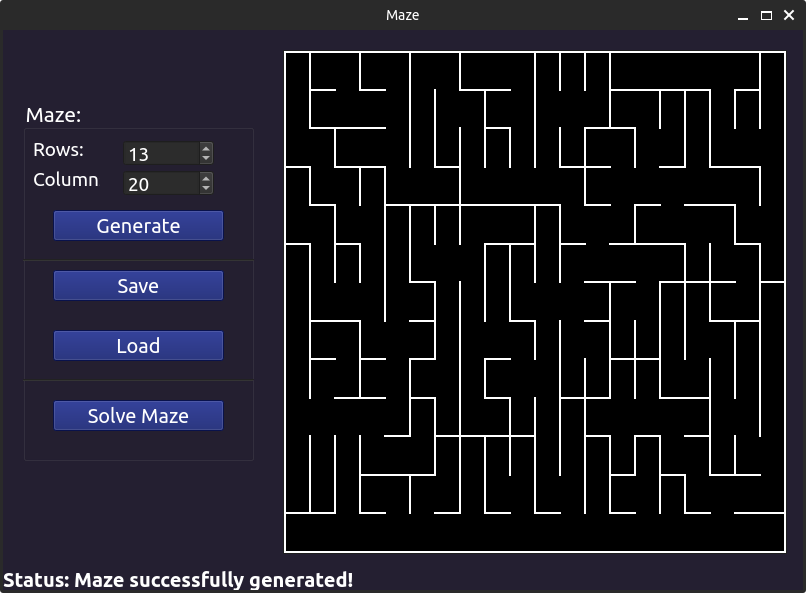 Maze
Maze:
Rows: 13
Column 20
Generate
Save
Load
Solve Maze
Status: Maze successfully generated!